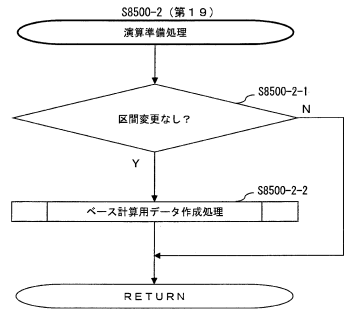 S8500-2(第19)
演算準備処理
S8500-2-1
区間変更なし?
N
Y
S8500-2-2
ベース計算用データ作成処理
RETURN